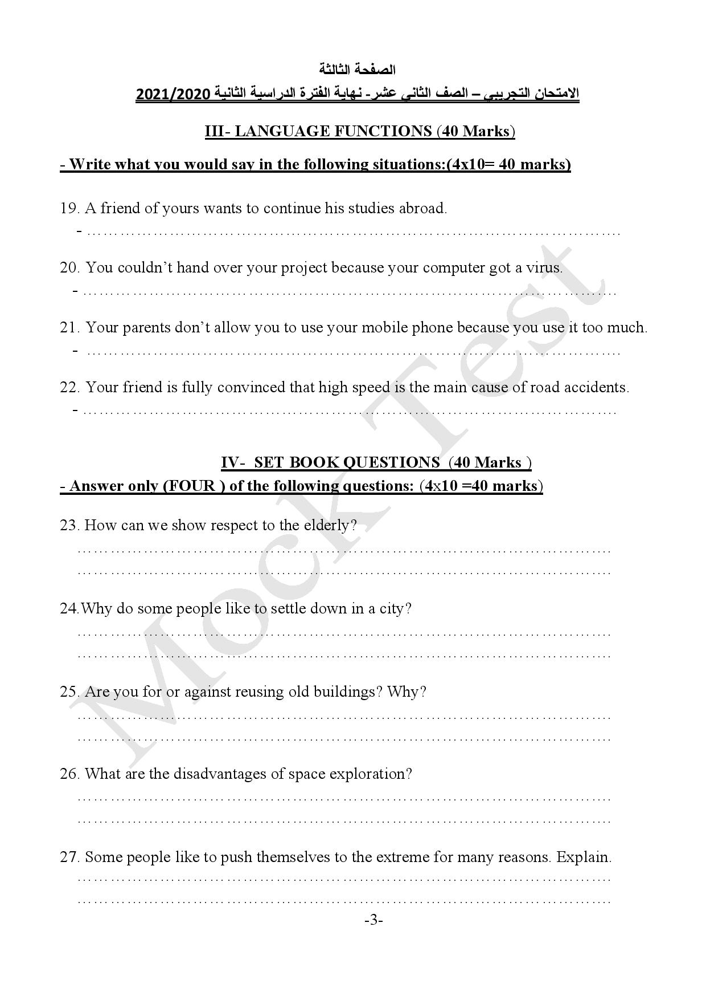 الصفحة الثالثة
الامتحان التجريبي – الصف الثاني عشر- نهاية الفترة الدراسية الثانية 2021/2020
III- LANGUAGE FUNCTIONS (40 Marks)
- Write what you would say in the following situations:(4x10= 40 marks)
19. A friend of yours wants to continue his studies abroad.
- ……………………………………………………………………………………….
20. You couldn’t hand over your project because your computer got a virus.
- ……………………………………………………………………………………….
21. Your parents don’t allow you to use your mobile phone because you use it too much.
- ……………………………………………………………………………………….
22. Your friend is fully convinced that high speed is the main cause of road accidents.
- ……………………………………………………………………………………….
IV- SET BOOK QUESTIONS (40 Marks )
- Answer only (FOUR ) of the following questions: (4x10 =40 marks)
23. How can we show respect to the elderly?
……………………………………………………………………………………….
……………………………………………………………………………………….
24.Why do some people like to settle down in a city?
……………………………………………………………………………………….
……………………………………………………………………………………….
25. Are you for or against reusing old buildings? Why?
……………………………………………………………………………………….
……………………………………………………………………………………….
26. What are the disadvantages of space exploration?
……………………………………………………………………………………….
……………………………………………………………………………………….
27. Some people like to push themselves to the extreme for many reasons. Explain.
……………………………………………………………………………………….
……………………………………………………………………………………….
-3-
Mock Test